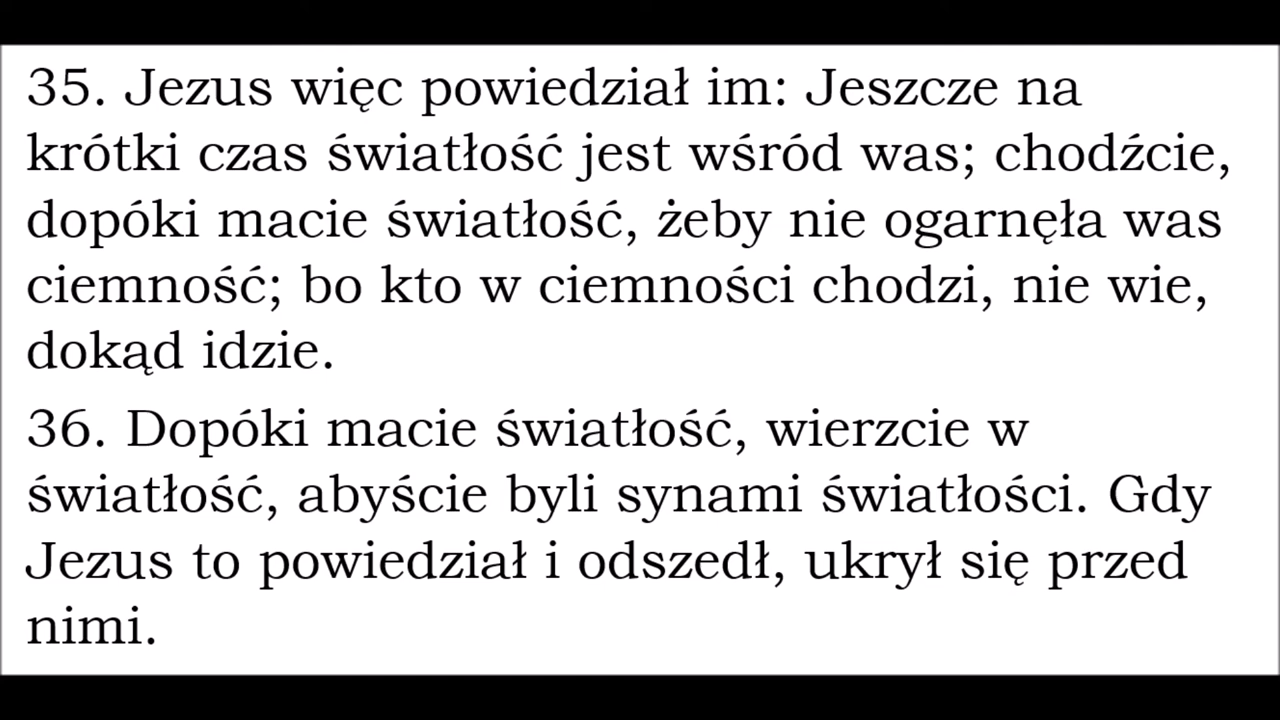 35. Jezus więc powiedział im: Jeszcze na
krótki czas światłość jest wśród was; chodźcie,
dopóki macie światłość, żeby nie ogarnęła was
ciemność; bo kto w ciemności chodzi, nie wie,
dokąd idzie.
36. Dopóki macie światłość, wierzcie w
światłość, abyście byli synami światłości. Gdy
Jezus to powiedział i odszedł, ukrył się przed
nimi.